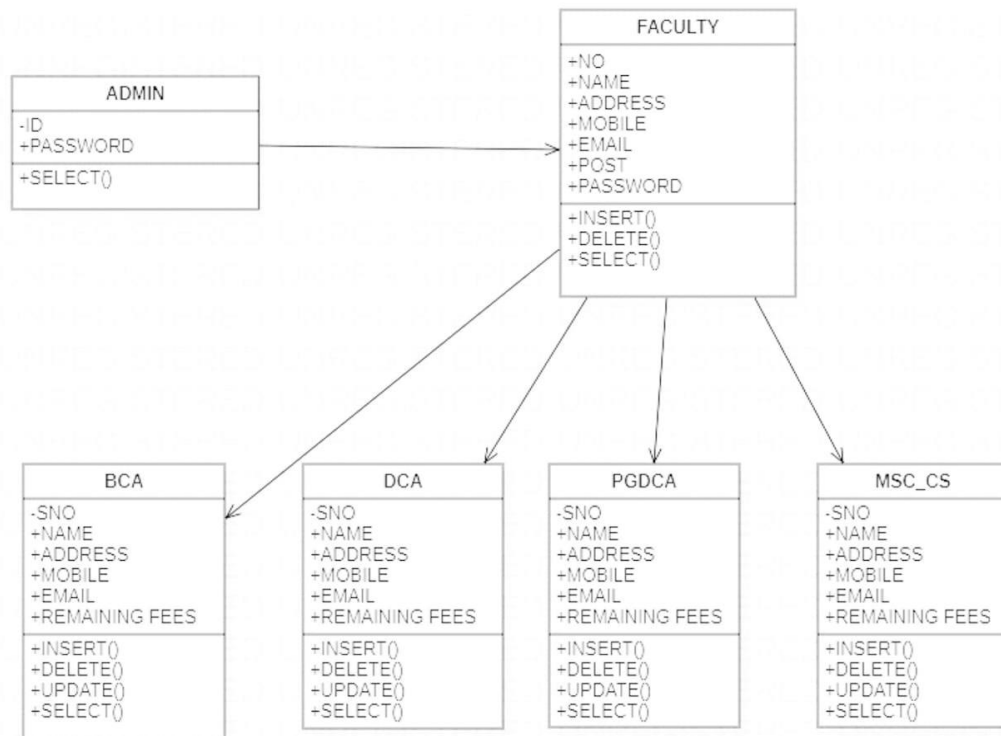 FACULTY
+NO
+NAME
+ADDRESS
+MOBILE
+EMAIL
+POST
+PASSWORD
+INSERT()
+DELETE()
+SELECT()
ADMIN
-ID
+PASSWORD
+SELECT()
BCA
-SNO
+NAME
+ADDRESS
+MOBILE
+EMAIL
+REMAINING FEES
+INSERT()
+DELETE()
+UPDATE()
+SELECT()
DCA
-SNO
+NAME
+ADDRESS
+MOBILE
+EMAIL
+REMAINING FEES
+INSERT()
+DELETE()
+UPDATE()
+SELECT()
PGDCA
-SNO
+NAME
+ADDRESS
+MOBILE
+EMAIL
+REMAINING FEES
+INSERT()
+DELETE()
+UPDATE()
+SELECT()
MSC_CS
-SNO
+NAME
+ADDRESS
+MOBILE
+EMAIL
+REMAINING FEES
+INSERT()
+DELETE()
+UPDATE()
+SELECT()